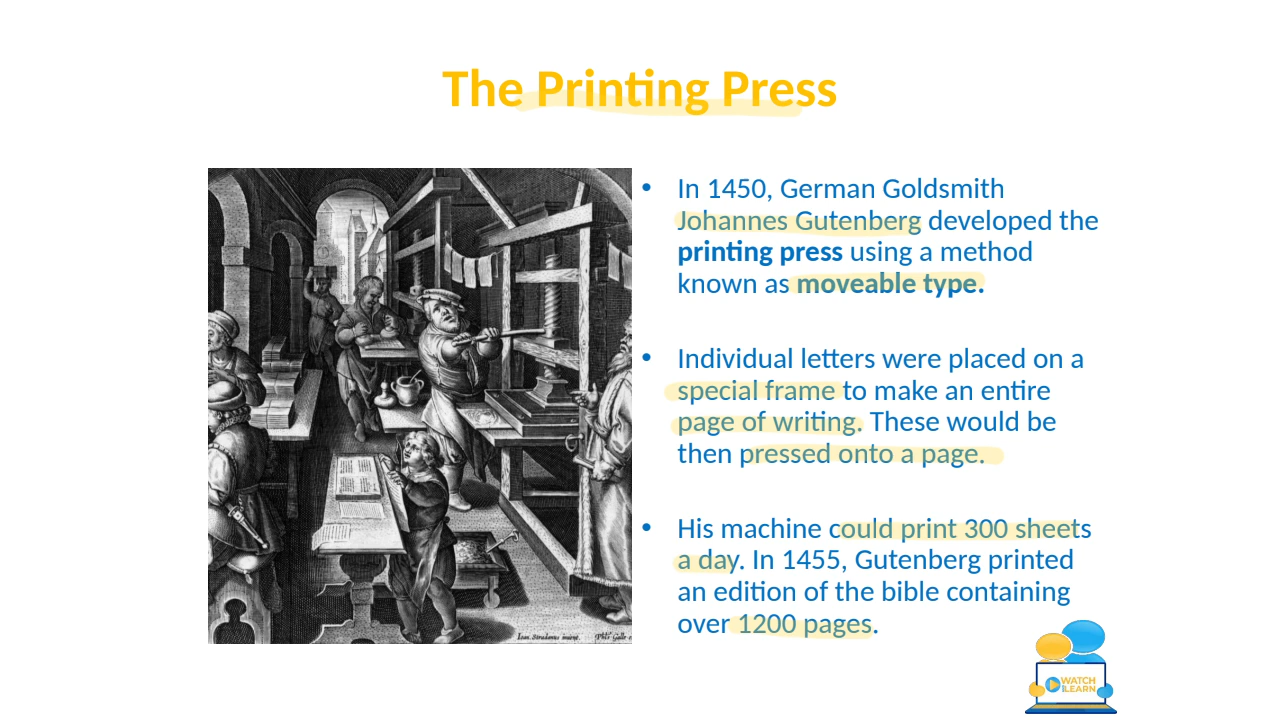 The Printing Press
• In 1450, German Goldsmith
Johannes Gutenberg developed the
printing press using a method
known as moveable type.
• Individual letters were placed on a
special frame to make an entire
page of writing. These would be
then pressed onto a page.
• His machine could print 300 sheets
a day. In 1455, Gutenberg printed
an edition of the bible containing
over 1200 pages.
Ioan. Stradanus invent.
WATCH
LEARN